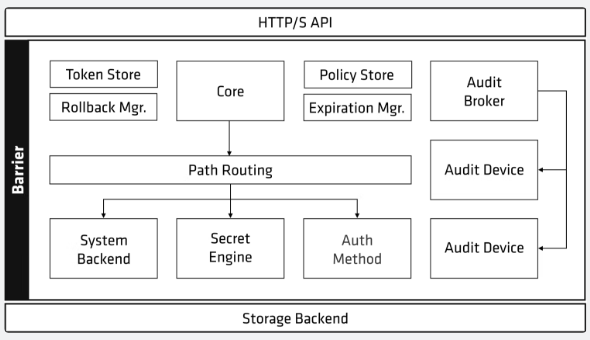 HTTP/S API
Barrier
Token Store
Rollback Mgr.
Core
Policy Store
Expiration Mgr.
Audit
Broker
Path Routing
Audit Device
System
Backend
Secret
Engine
Auth
Method
Audit Device
Storage Backend